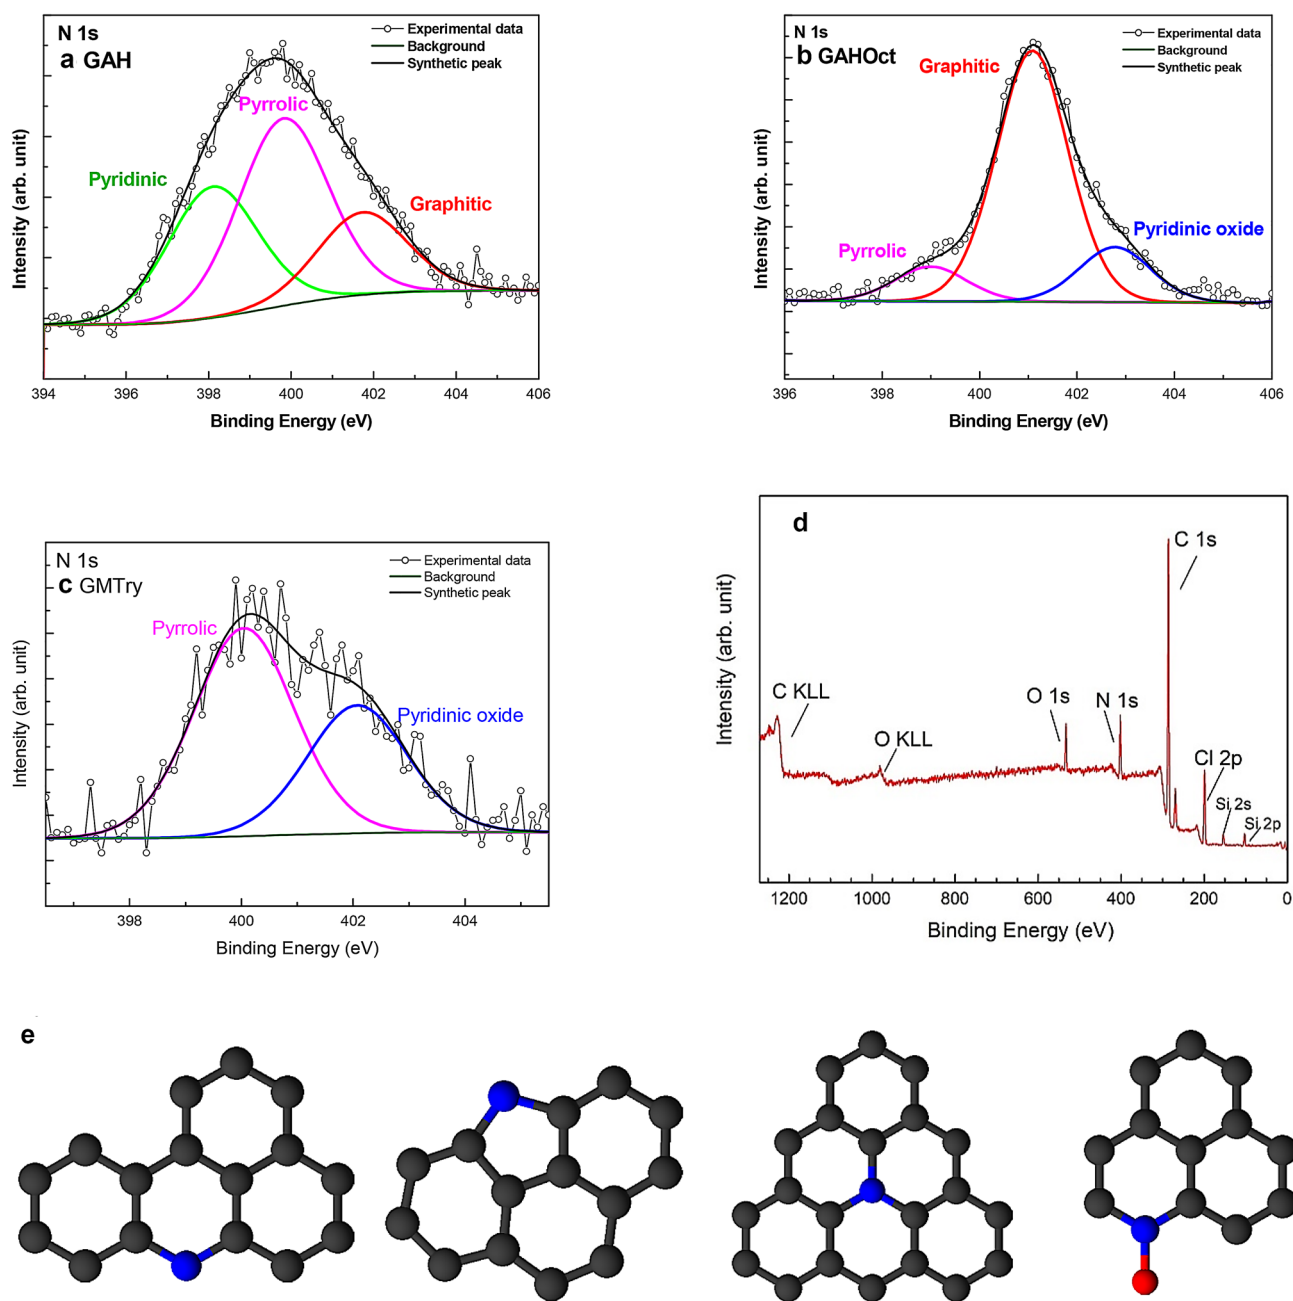 N 1s
a GAH
Experimental data
Background
Synthetic peak
Pyrrolic
Pyridinic
Graphitic
Intensity (arb. unit)
394 396 398 400 402 404 406
Binding Energy (eV)
N 1s
b GAHOct
Experimental data
Background
Synthetic peak
Graphitic
Pyrrolic
Pyridinic oxide
Intensity (arb. unit)
396 398 400 402 404 406
Binding Energy (eV)
N 1s
c GMTry
Experimental data
Background
Synthetic peak
Pyrrolic
Pyridinic oxide
Intensity (arb. unit)
398 400 402 404
Binding Energy (eV)
d
C 1s
C KLL
O 1s
N 1s
O KLL
Cl 2p
Si 2s
Si 2p
Intensity (arb. unit)
1200 1000 800 600 400 200 0
Binding Energy (eV)
e